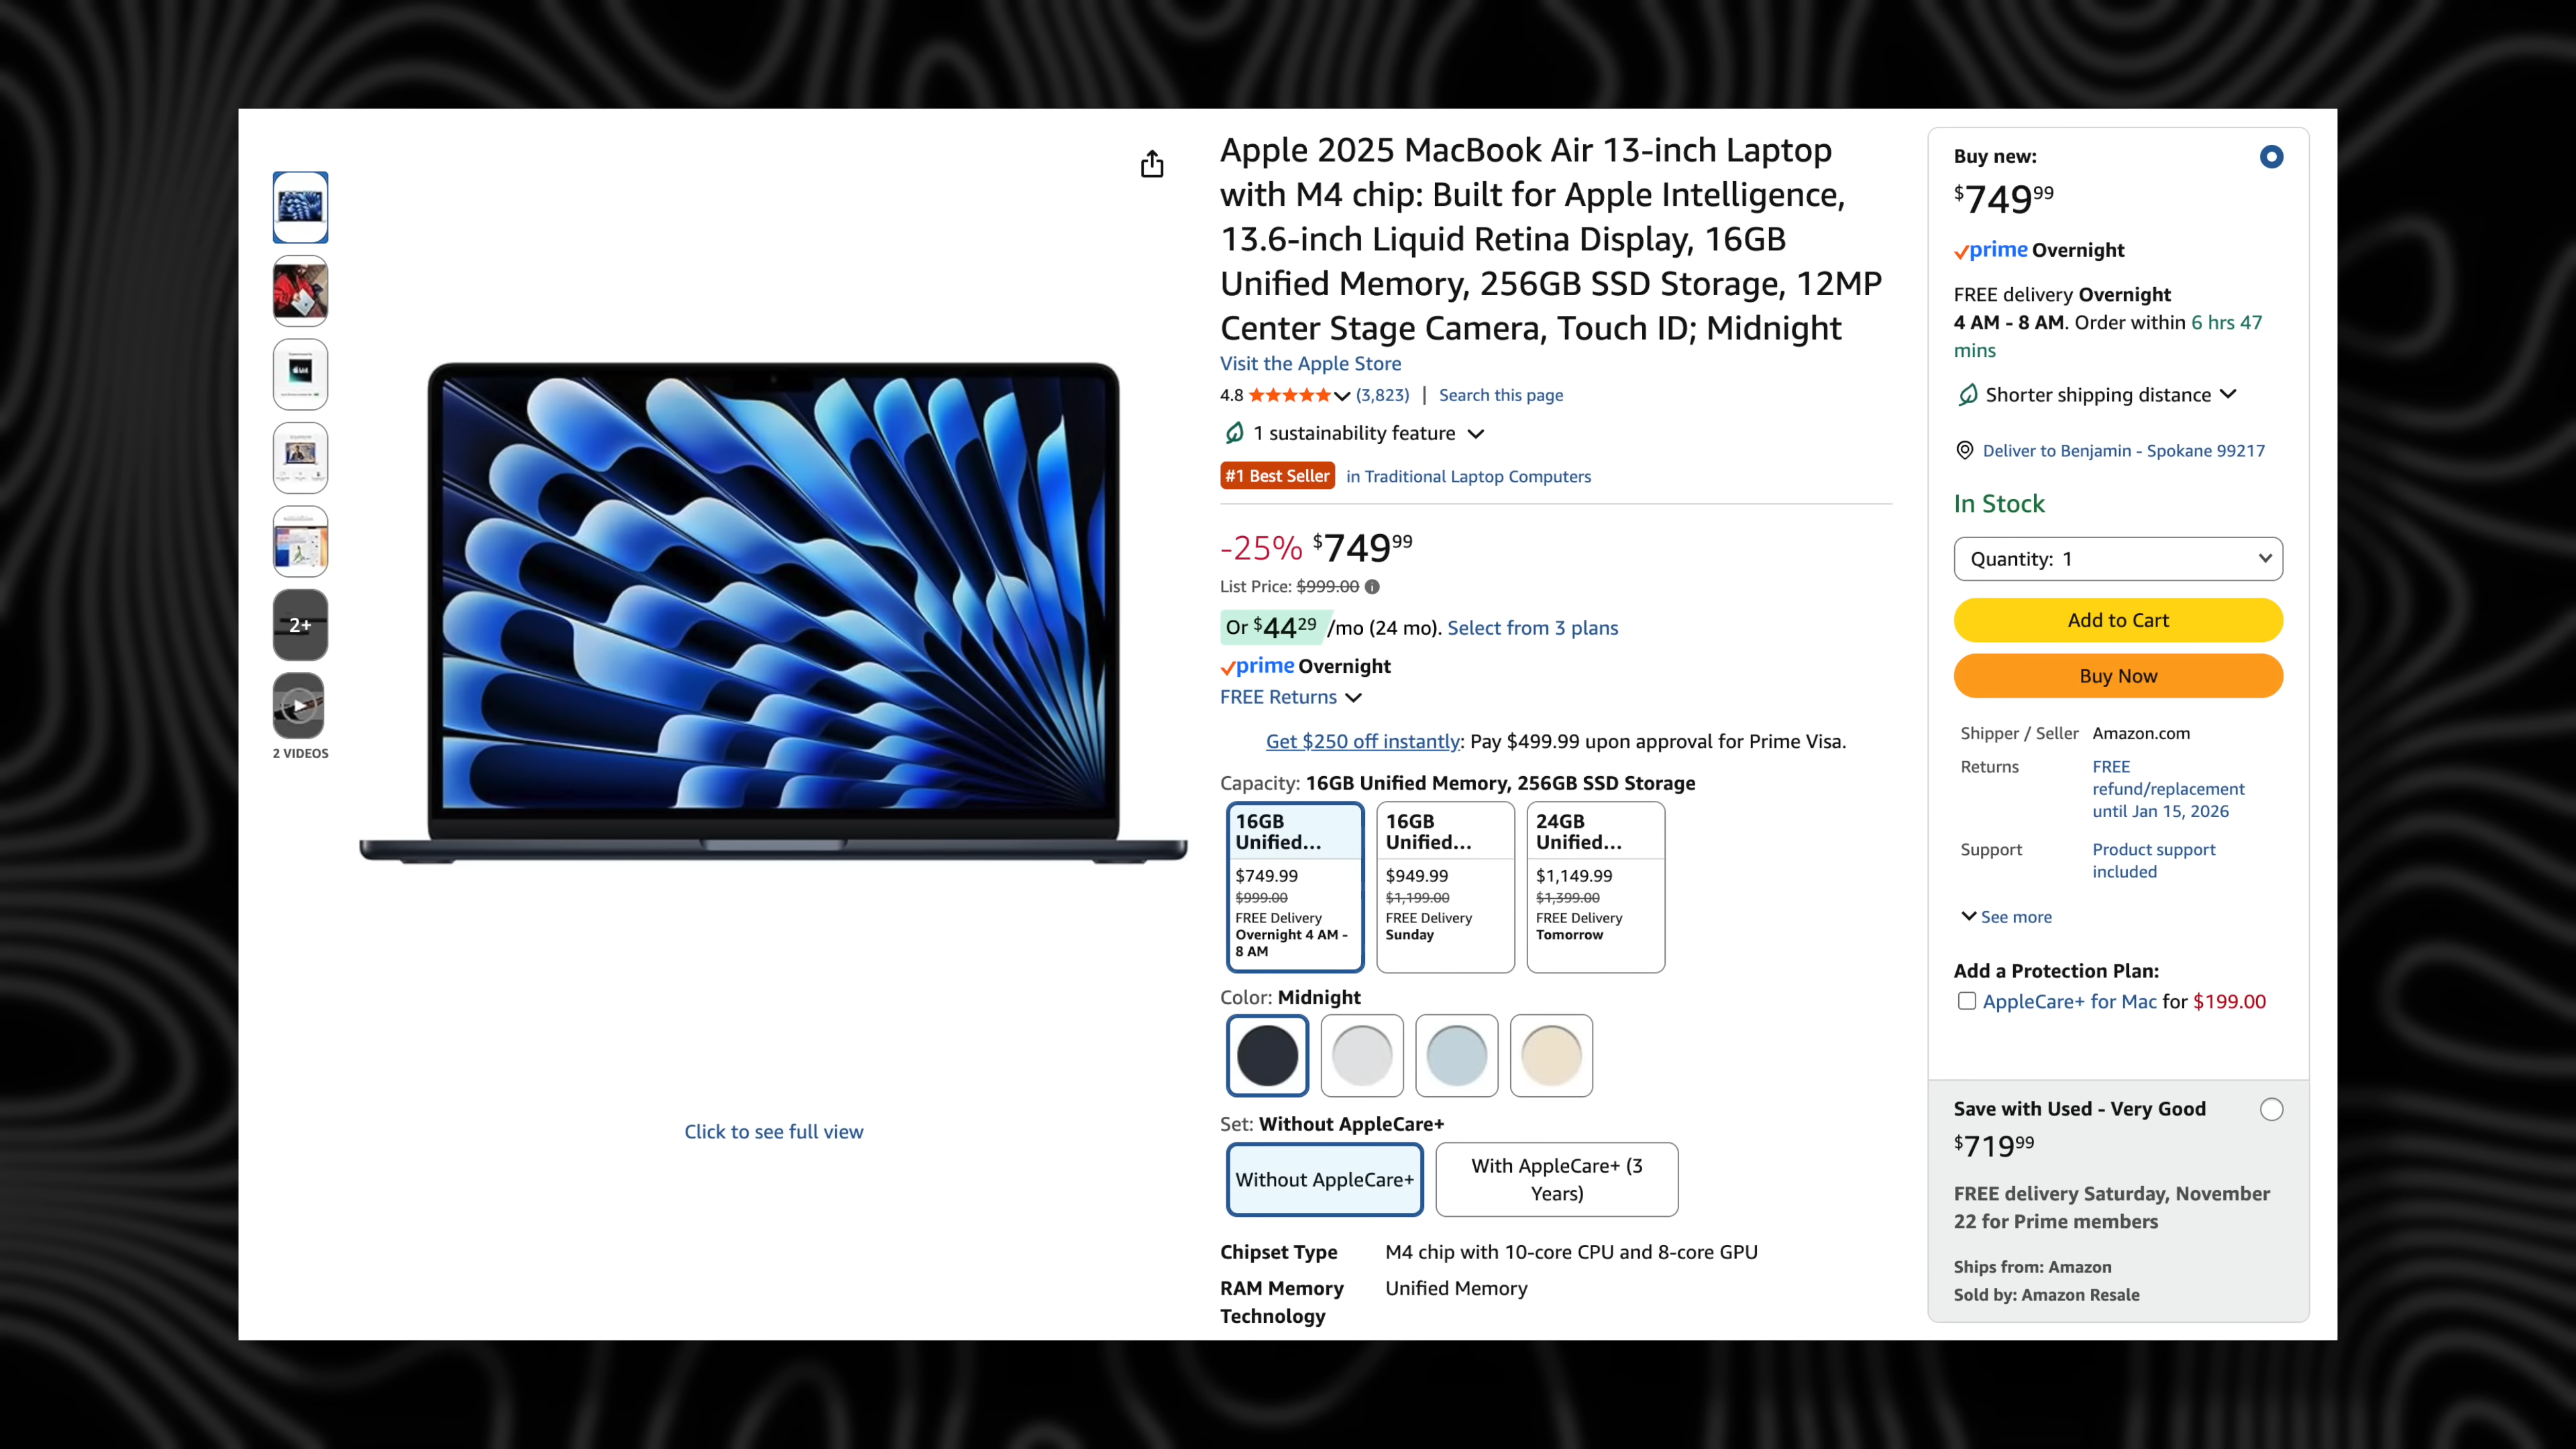 2+
2 VIDEOS
Click to see full view
Apple 2025 MacBook Air 13-inch Laptop
with M4 chip: Built for Apple Intelligence,
13.6-inch Liquid Retina Display, 16GB
Unified Memory, 256GB SSD Storage, 12MP
Center Stage Camera, Touch ID; Midnight
Visit the Apple Store
4.8 (3,823) | Search this page
1 sustainability feature
#1 Best Seller in Traditional Laptop Computers
-25% $749.99
List Price: $999.00
Or $44.29 /mo (24 mo). Select from 3 plans
prime Overnight
FREE Returns
Get $250 off instantly: Pay $499.99 upon approval for Prime Visa.
Capacity: 16GB Unified Memory, 256GB SSD Storage
16GB
Unified...
$749.99
$999.00
FREE Delivery
Overnight 4 AM -
8 AM
16GB
Unified...
$949.99
$1,199.00
FREE Delivery
Sunday
24GB
Unified...
$1,149.99
$1,399.00
FREE Delivery
Tomorrow
Color: Midnight
Set: Without AppleCare+
Without AppleCare+
With AppleCare+ (3
Years)
Chipset Type M4 chip with 10-core CPU and 8-core GPU
RAM Memory Unified Memory
Technology
Buy new:
$749.99
prime Overnight
FREE delivery Overnight
4 AM - 8 AM. Order within 6 hrs 47
mins
Shorter shipping distance
Deliver to Benjamin - Spokane 99217
In Stock
Quantity: 1
Add to Cart
Buy Now
Shipper / Seller Amazon.com
Returns FREE
refund/replacement
until Jan 15, 2026
Support Product support
included
See more
Add a Protection Plan:
AppleCare+ for Mac for $199.00
Save with Used - Very Good
$719.99
FREE delivery Saturday, November
22 for Prime members
Ships from: Amazon
Sold by: Amazon Resale